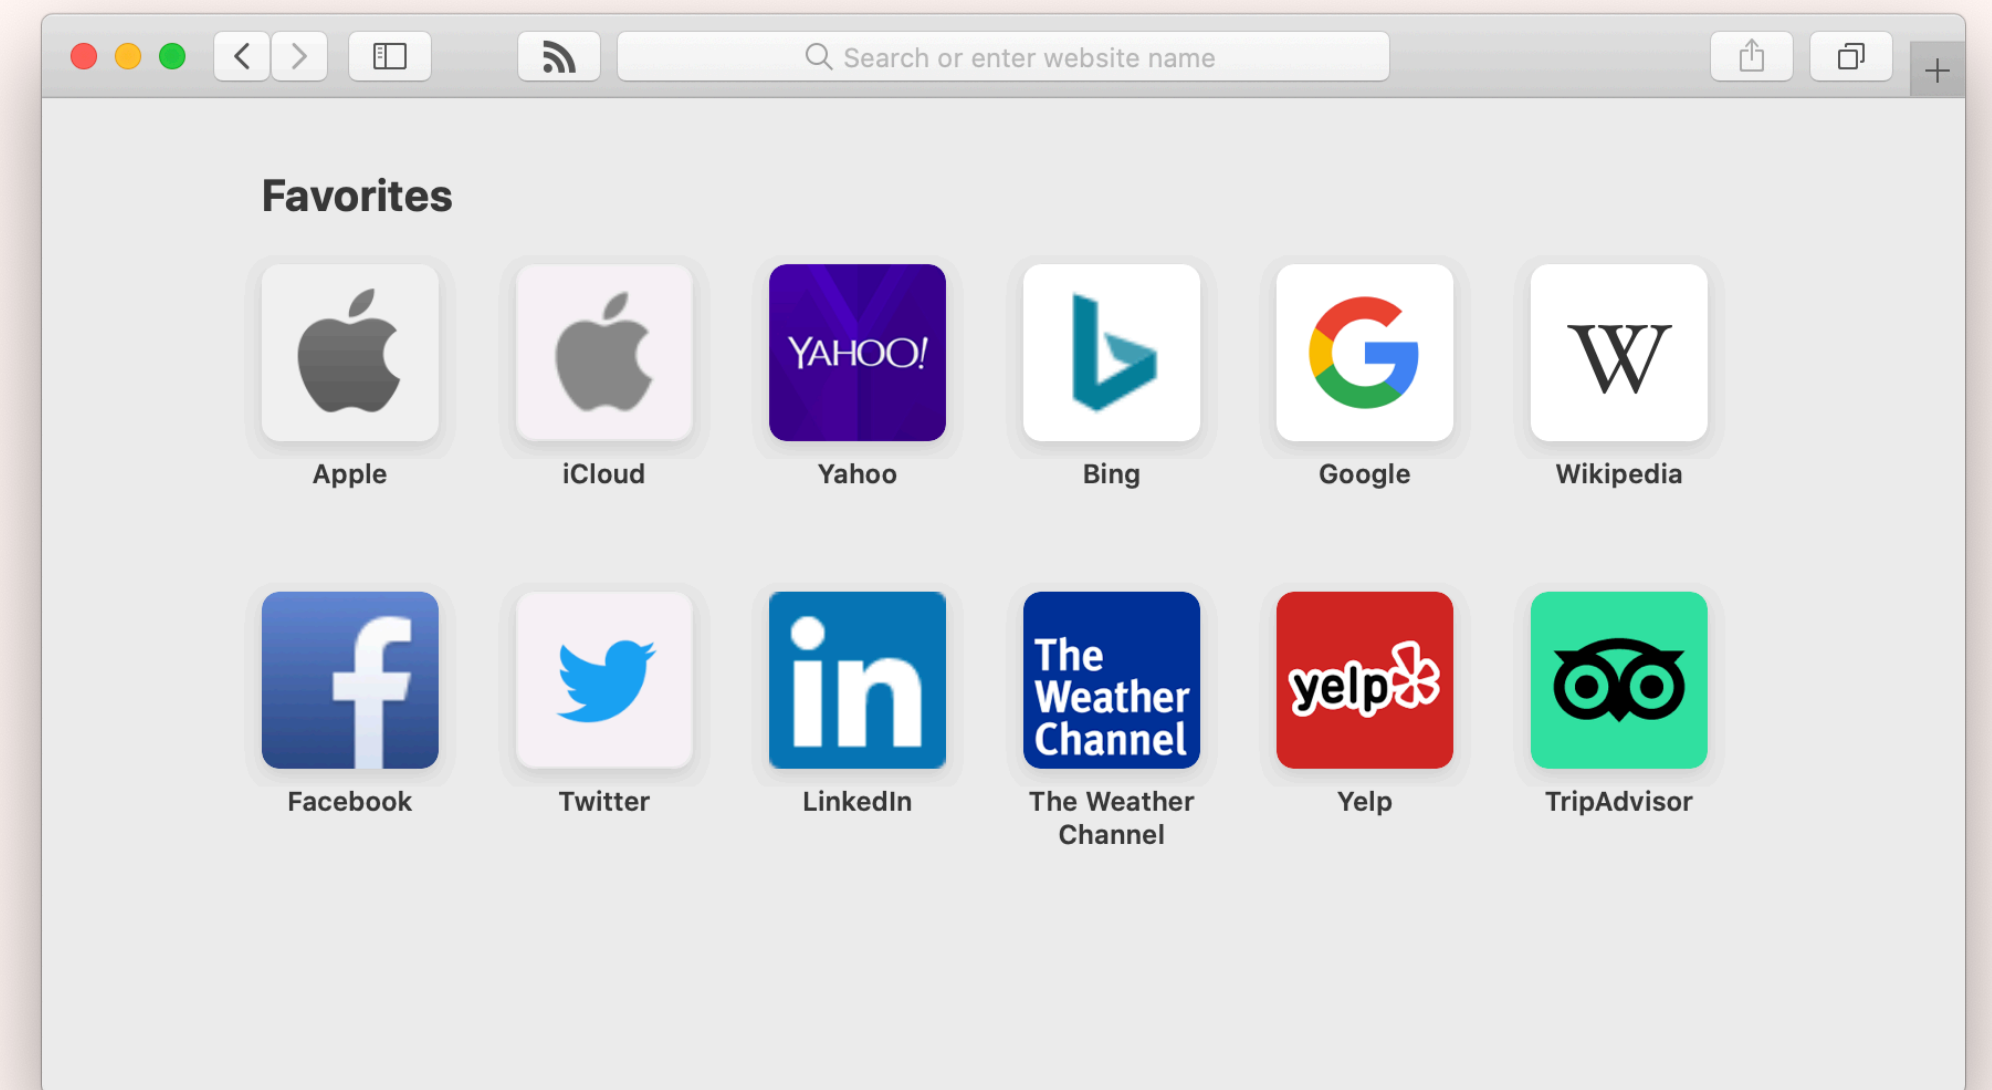 Search or enter website name
Favorites
YAHOO!
W
Apple
iCloud
Yahoo
Bing
Google
Wikipedia
f
in
The
Weather
Channel
yelp
Facebook
Twitter
LinkedIn
The Weather
Channel
Yelp
TripAdvisor